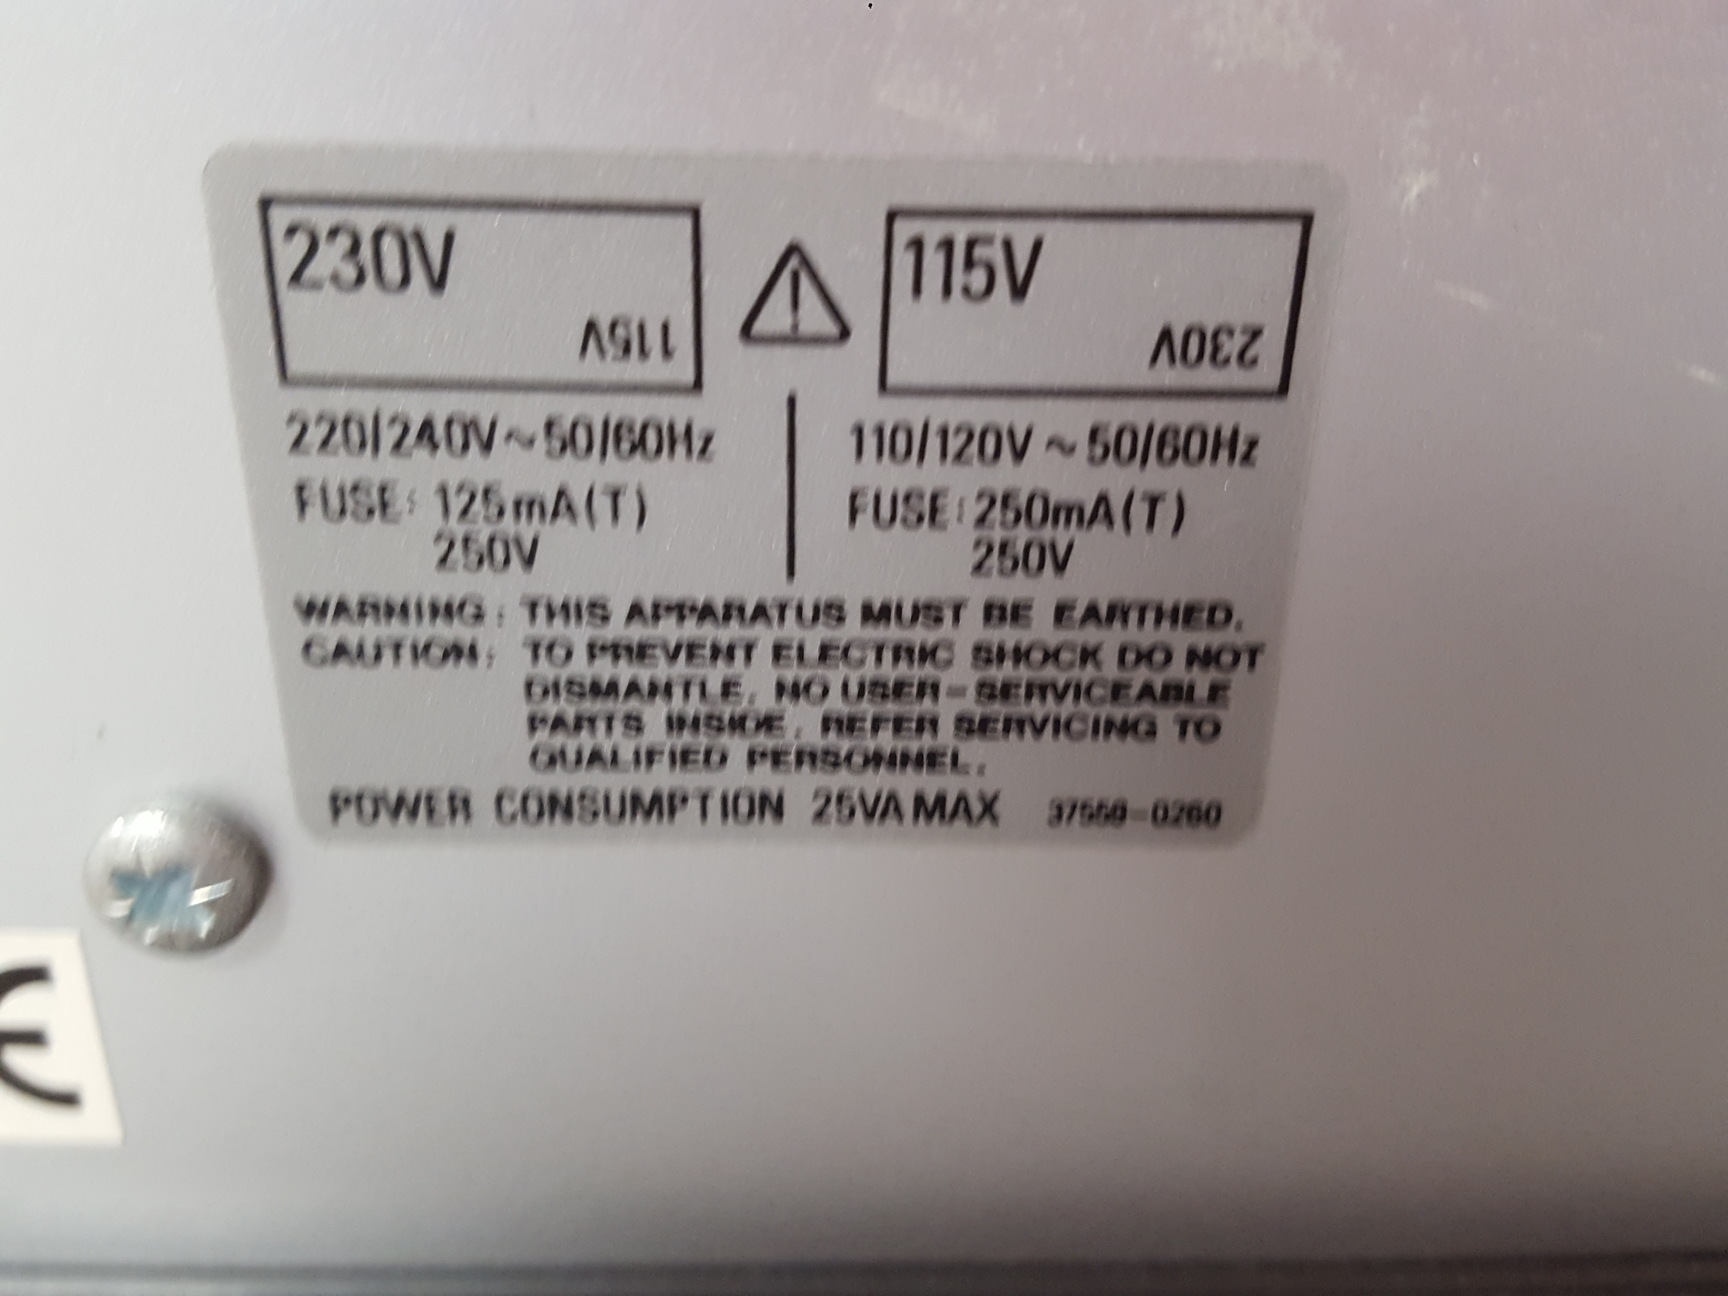 230V
115V
115V
230V
220/240V ~ 50/60Hz
110/120V ~ 50/60Hz
FUSE: 125mA(T)
250V
FUSE: 250mA(T)
250V
WARNING: THIS APPARATUS MUST BE EARTHED.
CAUTION: TO PREVENT ELECTRIC SHOCK DO NOT
DISMANTLE. NO USER-SERVICEABLE
PARTS INSIDE. REFER SERVICING TO
QUALIFIED PERSONNEL.
POWER CONSUMPTION 25VA MAX